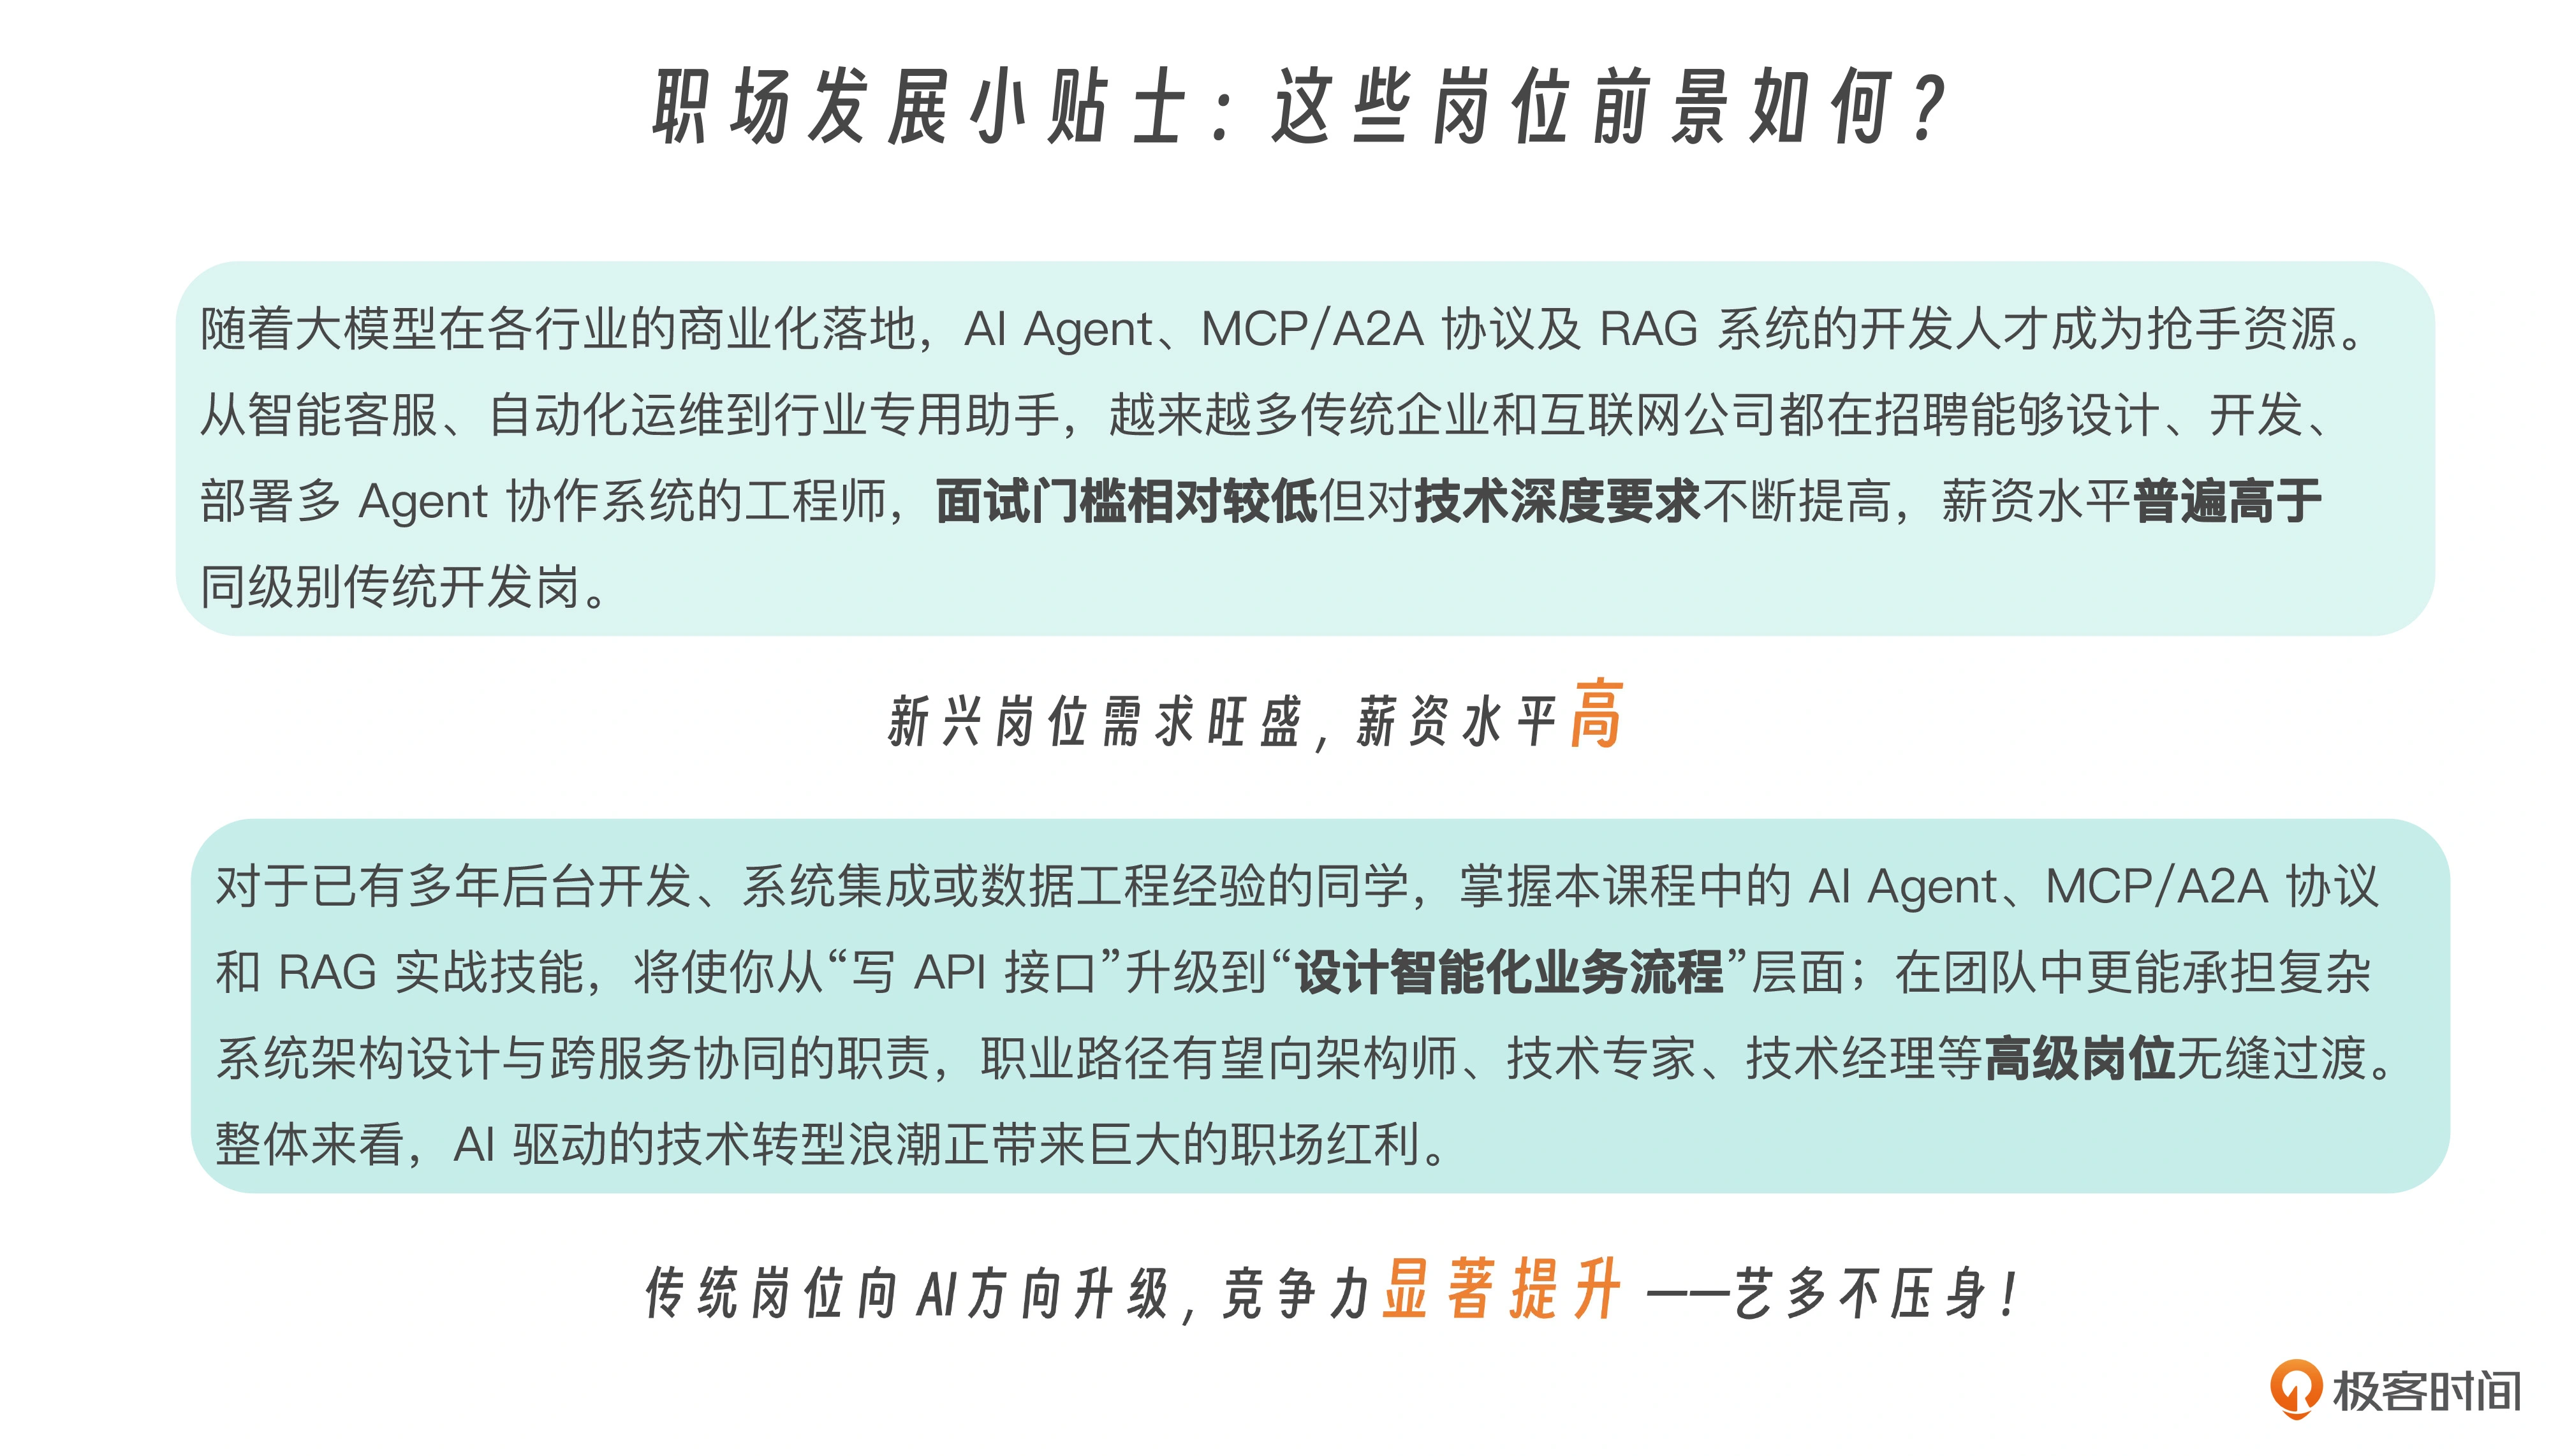 职场发展小贴士：这些岗位前景如何？
随着大模型在各行业的商业化落地，AI Agent、MCP/A2A 协议及 RAG 系统的开发人才成为抢手资源。
从智能客服、自动化运维到行业专用助手，越来越多传统企业和互联网公司都在招聘能够设计、开发、
部署多 Agent 协作系统的工程师，面试门槛相对较低但对技术深度要求不断提高，薪资水平普遍高于
同级别传统开发岗。
新兴岗位需求旺盛，薪资水平高
对于已有多年后台开发、系统集成或数据工程经验的同学，掌握本课程中的 AI Agent、MCP/A2A 协议
和 RAG 实战技能，将使你从“写 API 接口”升级到“设计智能化业务流程”层面；在团队中更能承担复杂
系统架构设计与跨服务协同的职责，职业路径有望向架构师、技术专家、技术经理等高级岗位无缝过渡。
整体来看，AI 驱动的技术转型浪潮正带来巨大的职场红利。
传统岗位向AI方向升级，竞争力显著提升——艺多不压身！
极客时间